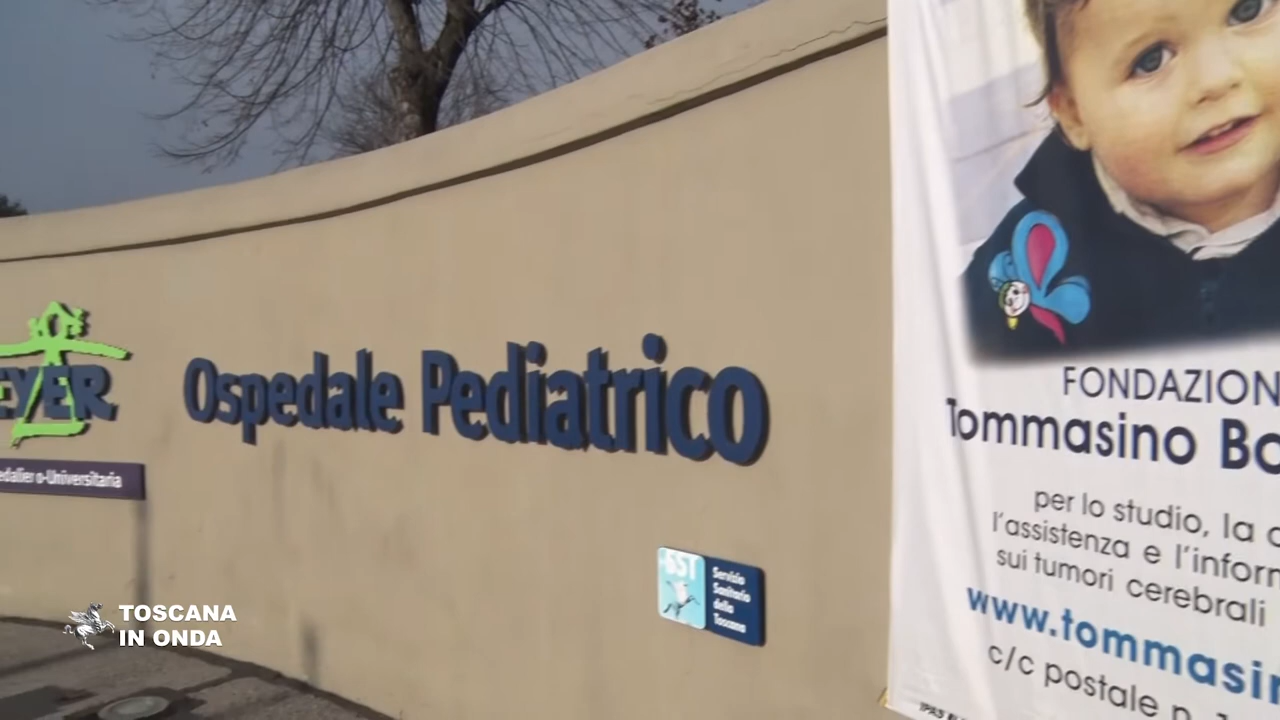 EYER
Ospedale Pediatrico
edaliero-Universitaria
SST
Servizio
Sanitario
della
Toscana
TOSCANA
IN ONDA
FONDAZION
Tommasino Ba
per lo studio, la c
l'assistenza e l'inform
sui tumori cerebrali
www.tommasin
c/c postale n.